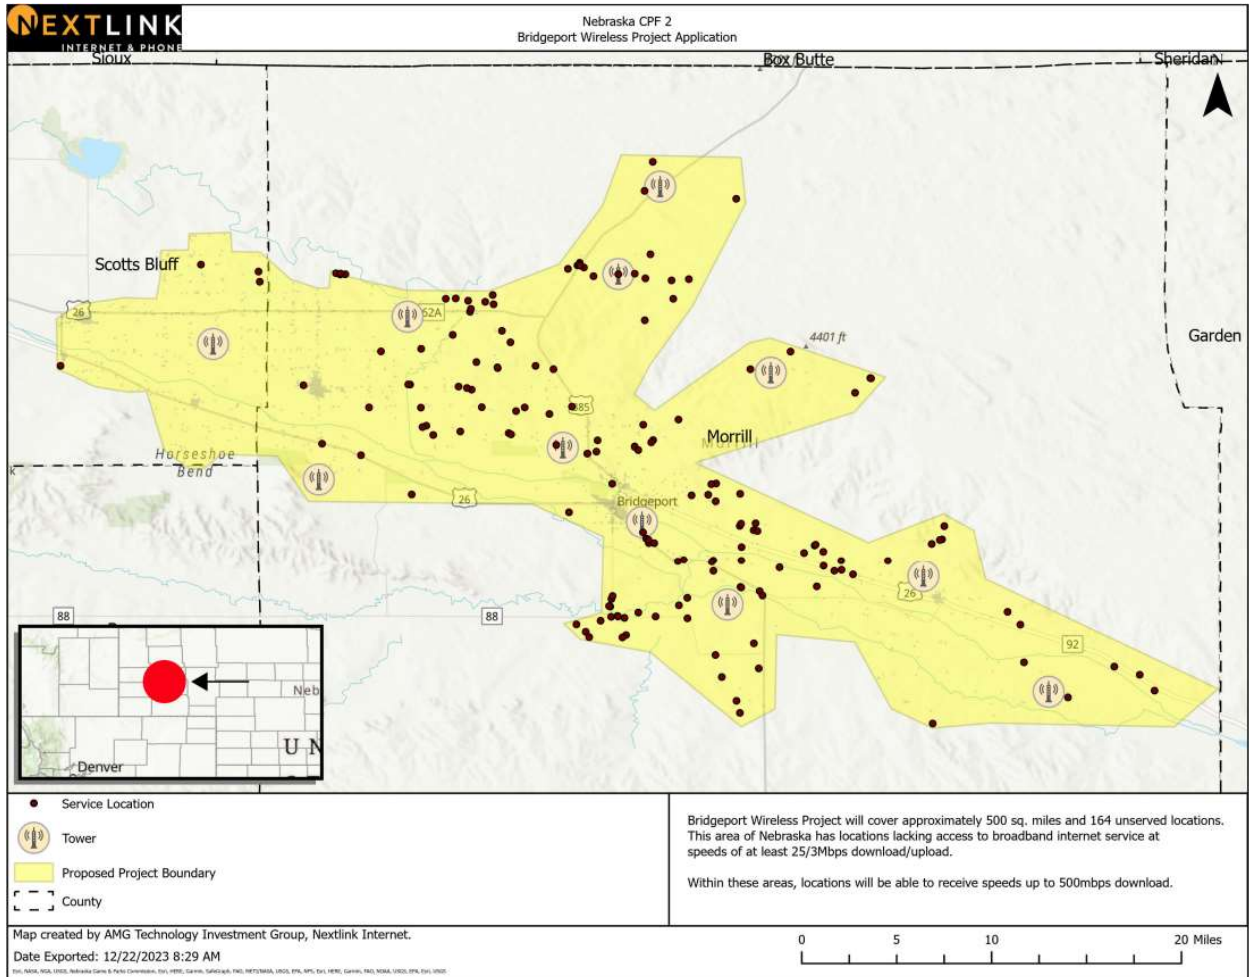 NEXTLINK
INTERNET & PHONE
Nebraska CPF 2
Bridgeport Wireless Project Application
Sioux
Box Butte
Sheridan
N
Scotts Bluff
26
62A
4401 ft
Garden
385
Morrill
Morrill
Horseshoe
Bend
26
Bridgeport
26
88
88
92
Neb
U N
Denver
Service Location
Tower
Proposed Project Boundary
County
Bridgeport Wireless Project will cover approximately 500 sq. miles and 164 unserved locations.
This area of Nebraska has locations lacking access to broadband internet service at
speeds of at least 25/3Mbps download/upload.
Within these areas, locations will be able to receive speeds up to 500mbps download.
Map created by AMG Technology Investment Group, Nextlink Internet.
Date Exported: 12/22/2023 8:29 AM
0 5 10 20 Miles